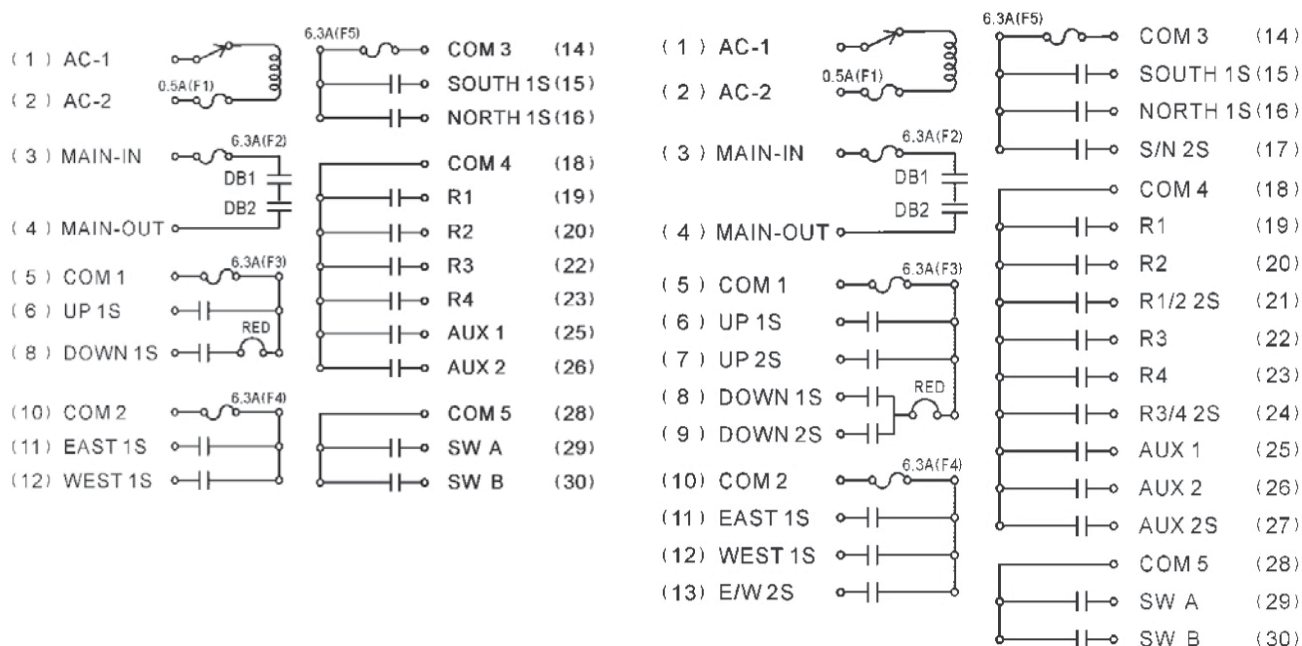 ( 1 ) AC-1
0.5A(F1)
( 2 ) AC-2
6.3A(F2)
( 3 ) MAIN-IN
DB1
DB2
( 4 ) MAIN-OUT
6.3A(F3)
( 5 ) COM 1
( 6 ) UP 1S
RED
( 8 ) DOWN 1S
6.3A(F4)
(10) COM 2
(11) EAST 1S
(12) WEST 1S
6.3A(F5)
COM 3 (14)
SOUTH 1S (15)
NORTH 1S (16)
COM 4 (18)
R1 (19)
R2 (20)
R3 (22)
R4 (23)
AUX 1 (25)
AUX 2 (26)
COM 5 (28)
SW A (29)
SW B (30)
( 1 ) AC-1
0.5A(F1)
( 2 ) AC-2
6.3A(F2)
( 3 ) MAIN-IN
DB1
DB2
( 4 ) MAIN-OUT
6.3A(F3)
( 5 ) COM 1
( 6 ) UP 1S
( 7 ) UP 2S
RED
( 8 ) DOWN 1S
( 9 ) DOWN 2S
6.3A(F4)
(10) COM 2
(11) EAST 1S
(12) WEST 1S
(13) E/W 2S
6.3A(F5)
COM 3 (14)
SOUTH 1S (15)
NORTH 1S (16)
S/N 2S (17)
COM 4 (18)
R1 (19)
R2 (20)
R1/2 2S (21)
R3 (22)
R4 (23)
R3/4 2S (24)
AUX 1 (25)
AUX 2 (26)
AUX 2S (27)
COM 5 (28)
SW A (29)
SW B (30)